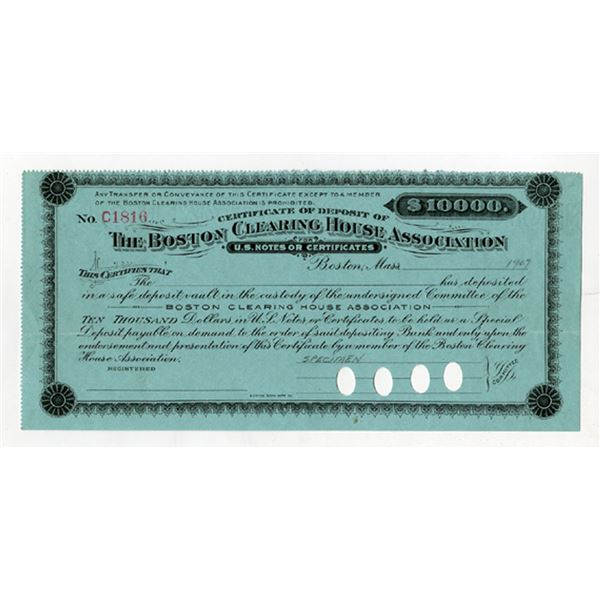 ANY TRANSFER OR CONVEYANCE OF THIS CERTIFICATE EXCEPT TO A MEMBER
OF THE BOSTON CLEARING HOUSE ASSOCIATION IS PROHIBITED.
$10000.
No. C1816
CERTIFICATE OF DEPOSIT OF
THE BOSTON CLEARING HOUSE ASSOCIATION
FOR
U.S. NOTES OR CERTIFICATES
Boston, Mass. 1907
THIS CERTIFIES THAT
The has deposited
in a safe deposit vault in the custody of the undersigned Committee of the
BOSTON CLEARING HOUSE ASSOCIATION
TEN THOUSAND Dollars in U.S. Notes or Certificates to be held as a Special
Deposit payable on demand to the order of said depositing Bank and only upon the
endorsement and presentation of this Certificate by a member of the Boston Clearing
House Association.
SPECIMEN
REGISTERED
COMMITTEE